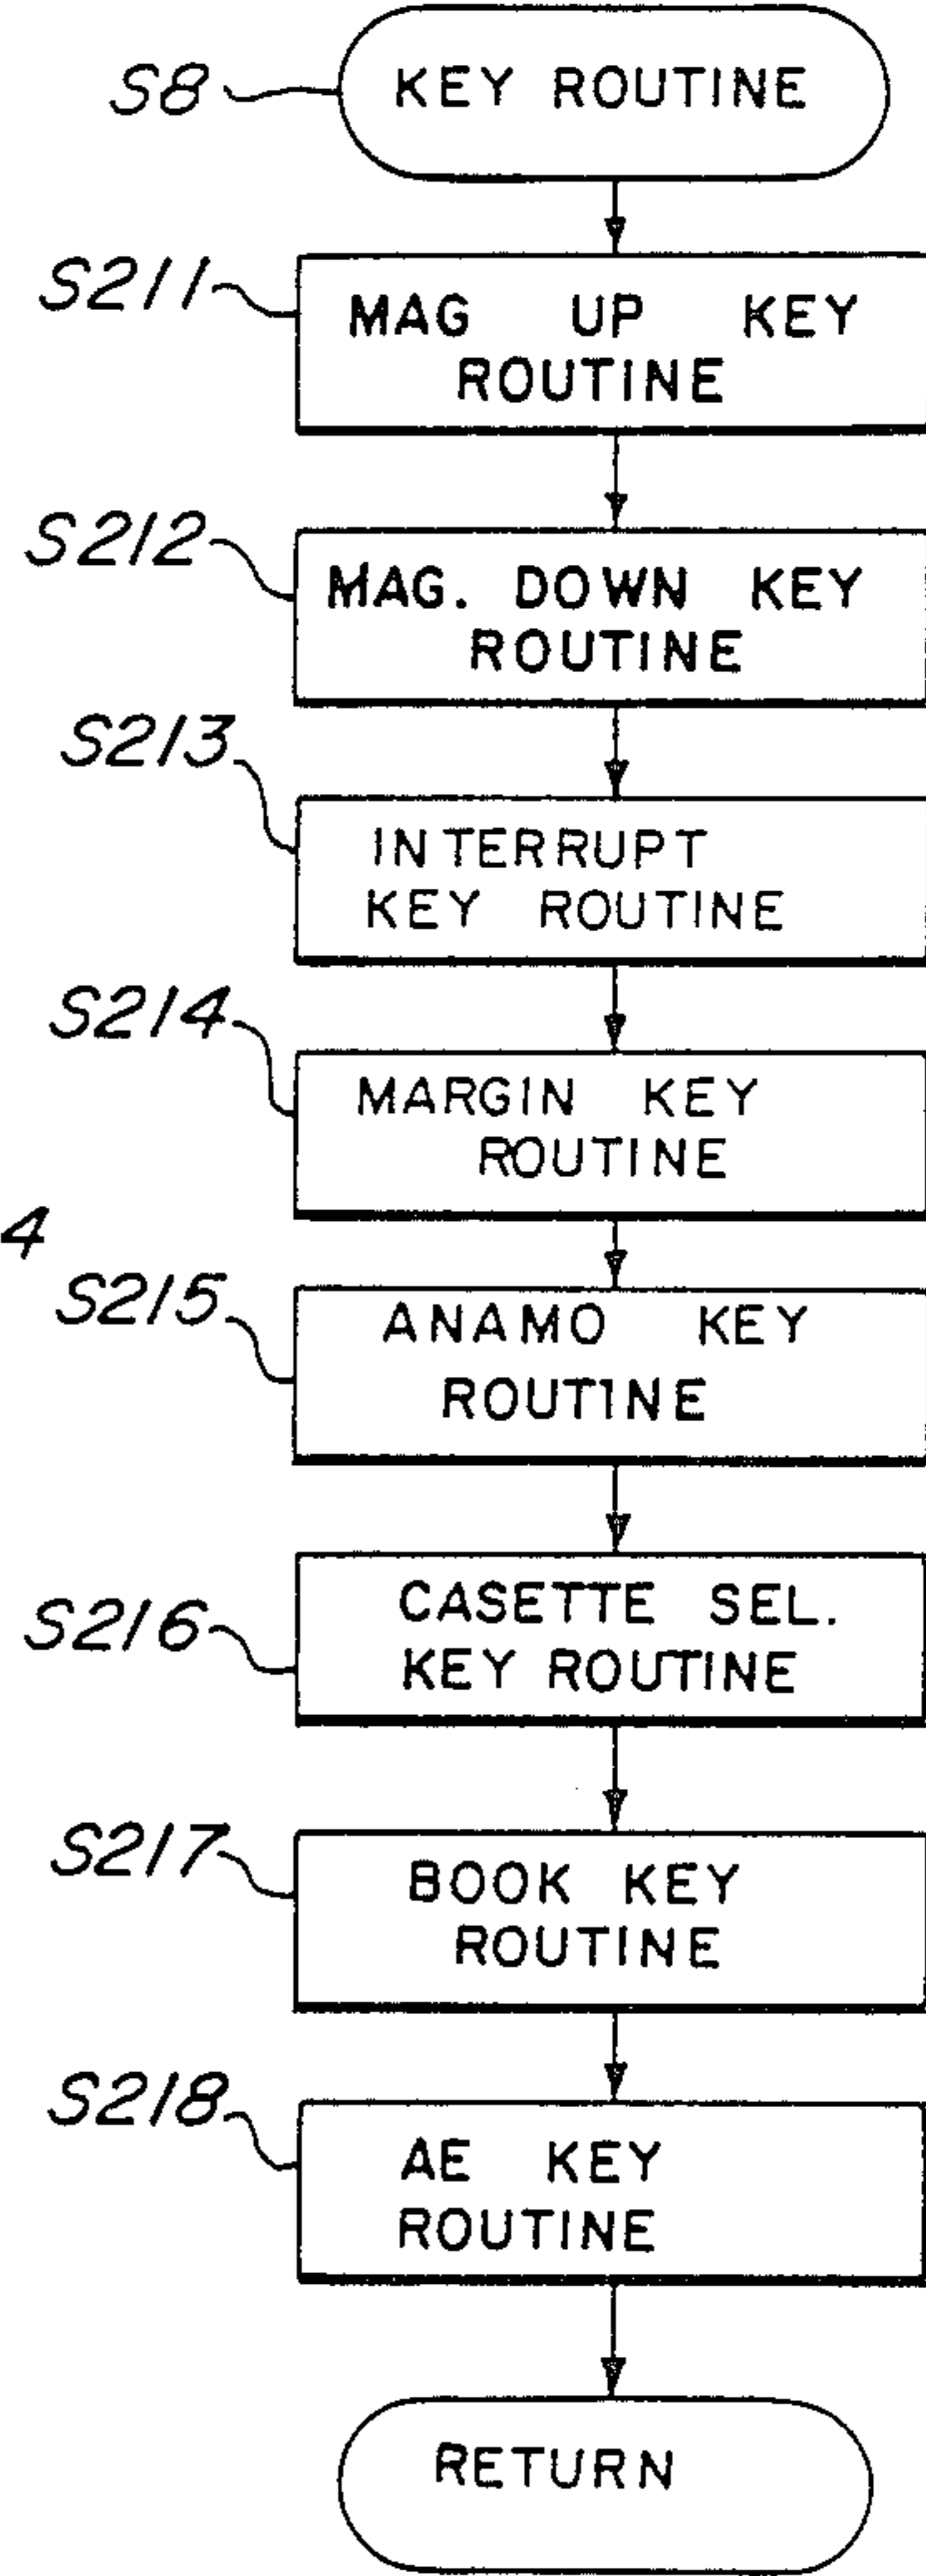 S8
KEY ROUTINE
S211
MAG UP KEY
ROUTINE
S212
MAG. DOWN KEY
ROUTINE
S213
INTERRUPT
KEY ROUTINE
S214
MARGIN KEY
ROUTINE
4
S215
ANAMO KEY
ROUTINE
S216
CASETTE SEL.
KEY ROUTINE
S217
BOOK KEY
ROUTINE
S218
AE KEY
ROUTINE
RETURN